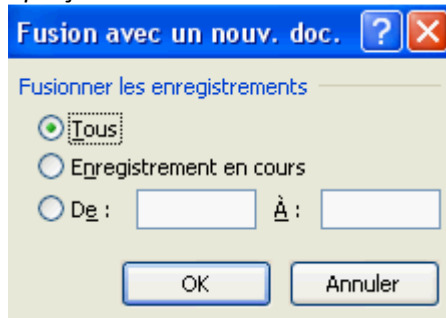 Fusion avec un nouv. doc.
Fusionner les enregistrements
Tous
Enregistrement en cours
De : À :
OK Annuler